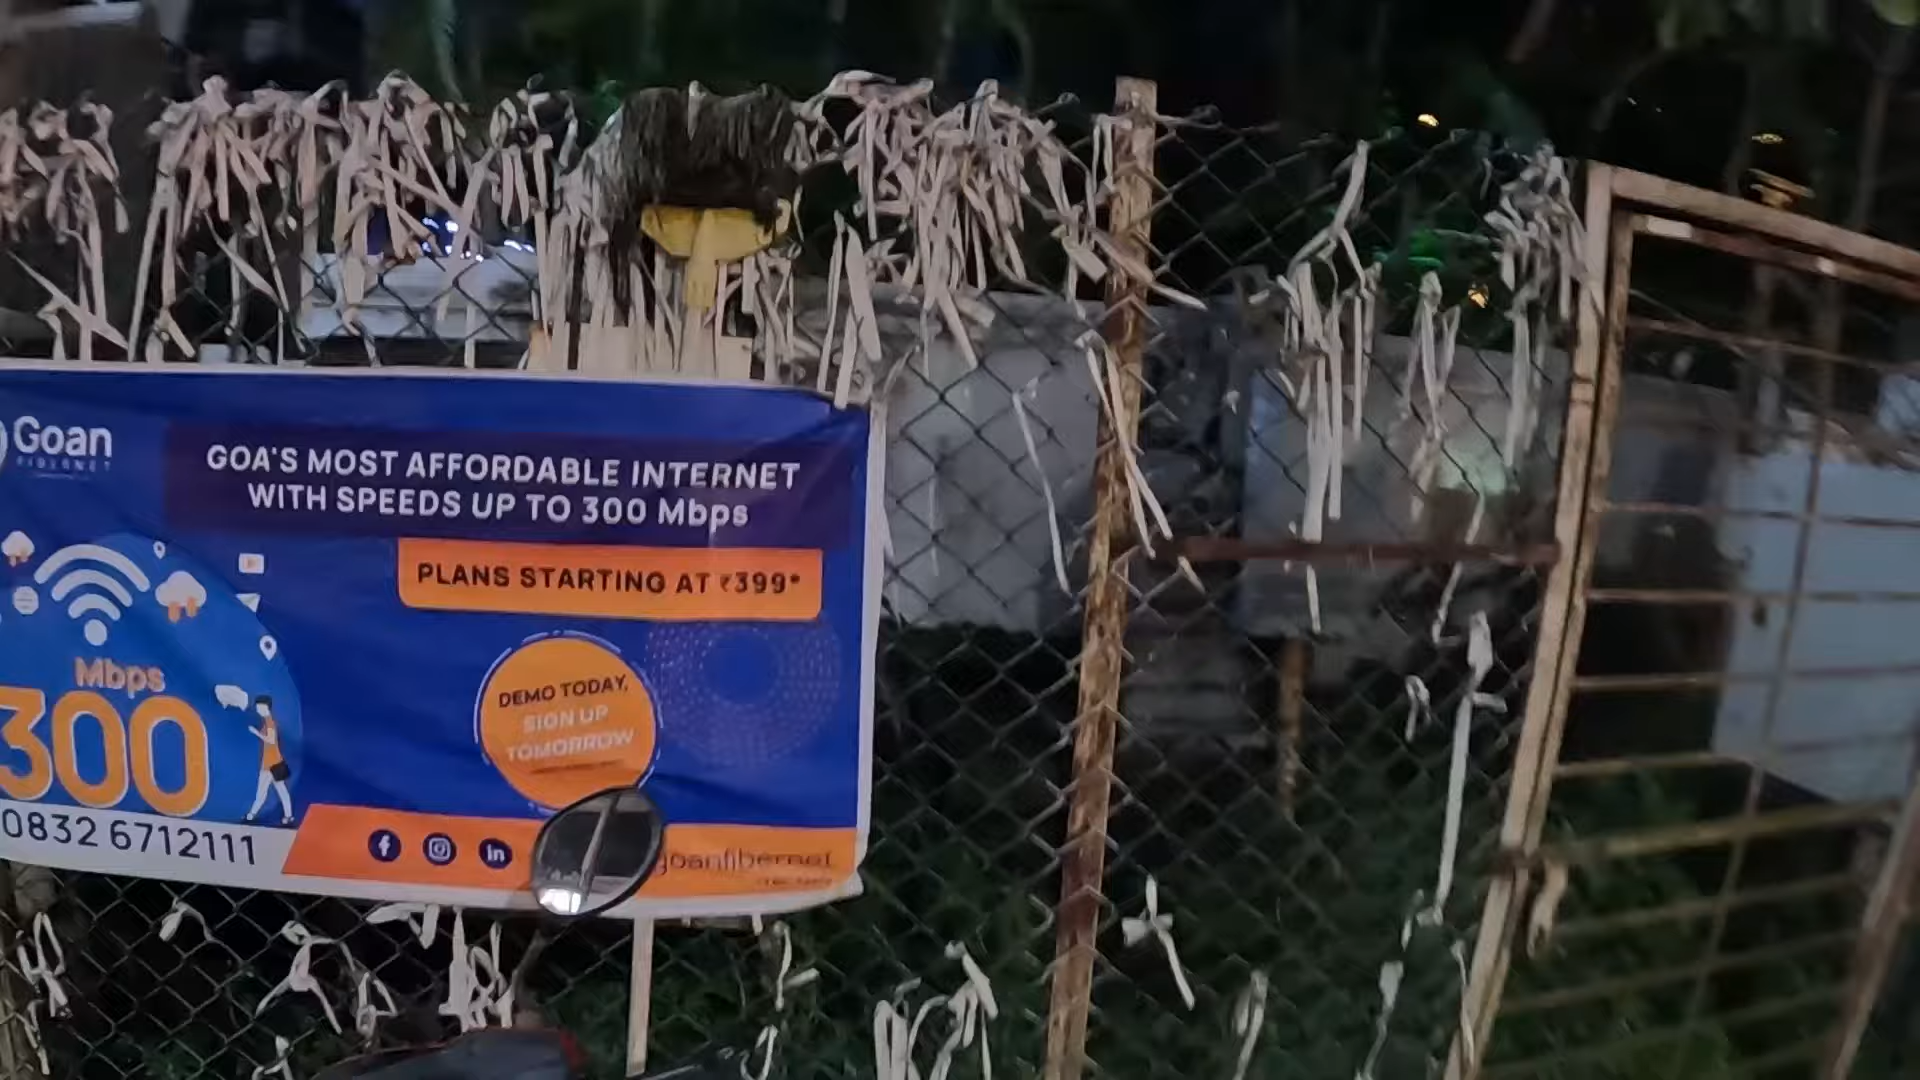 Goan
FIBERNET
GOA'S MOST AFFORDABLE INTERNET
WITH SPEEDS UP TO 300 Mbps
PLANS STARTING AT ₹399*
Mbps
300
DEMO TODAY,
SIGN UP
TOMORROW
0832 6712111
goanfibernet